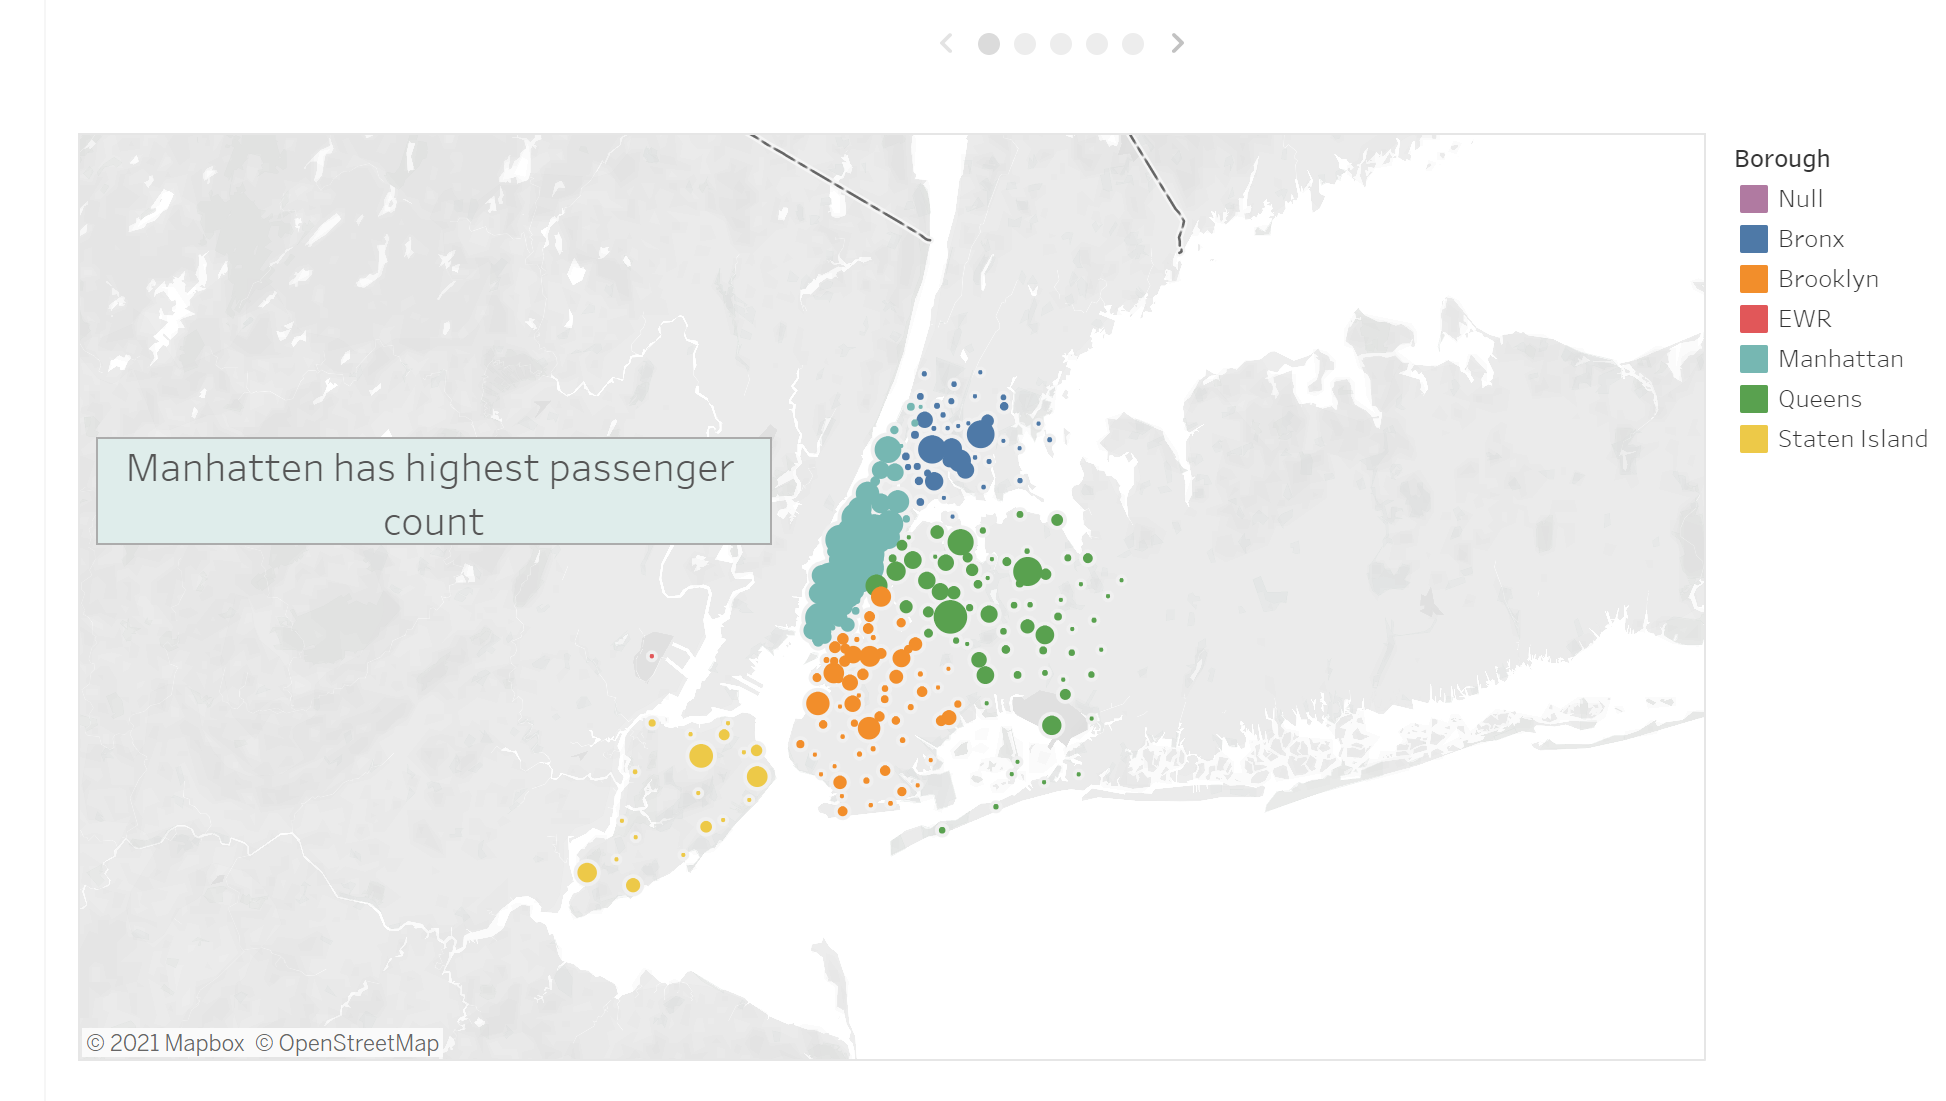 Manhatten has highest passenger
count
Borough
Null
Bronx
Brooklyn
EWR
Manhattan
Queens
Staten Island
© 2021 Mapbox © OpenStreetMap